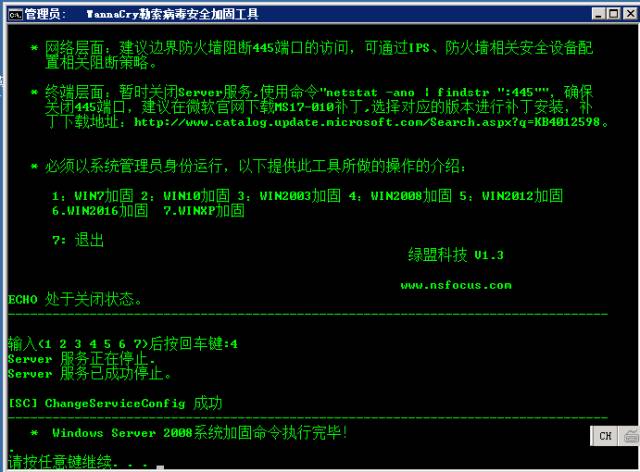 管理员:  WannaCry勒索病毒安全加固工具
* 网络层面：建议边界防火墙阻断445端口的访问，可通过IPS、防火墙相关安全设备配
置相关阻断策略。
* 终端层面：暂时关闭Server服务,使用命令"netstat -ano | findstr ":445""，确保
关闭445端口，建议在微软官网下载MS17-010补丁,选择对应的版本进行补丁安装，补
丁下载地址：http://www.catalog.update.microsoft.com/Search.aspx?q=KB4012598。
* 必须以系统管理员身份运行，以下提供此工具所做的操作的介绍：
1：WIN7加固 2：WIN10加固 3：WIN2003加固 4：WIN2008加固 5：WIN2012加固
6.WIN2016加固  7.WINXP加固
7: 退出
绿盟科技 V1.3
www.nsfocus.com
ECHO 处于关闭状态。
输入(1 2 3 4 5 6 7)后按回车键:4
Server 服务正在停止.
Server 服务已成功停止。
[SC] ChangeServiceConfig 成功
*  Windows Server 2008系统加固命令执行完毕!
.
请按任意键继续. . .
CH